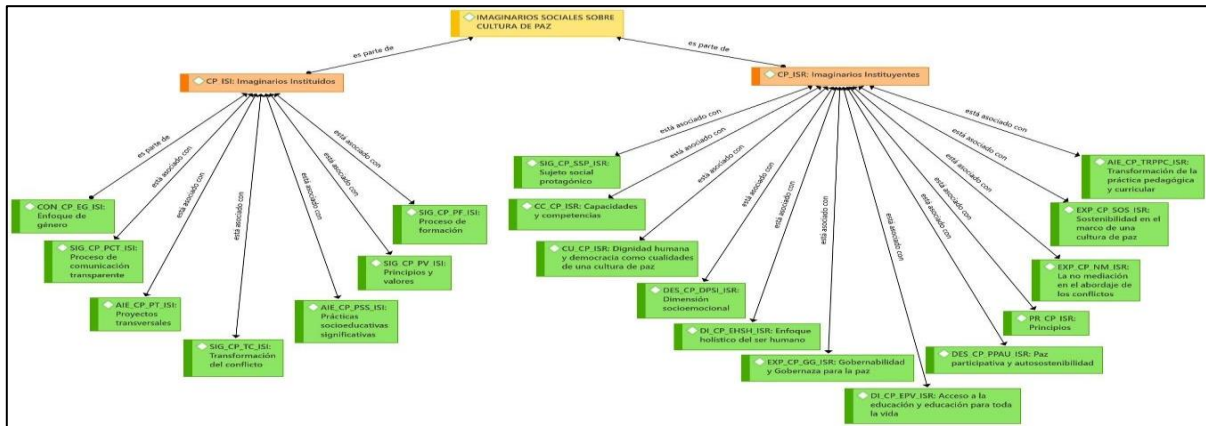 IMAGINARIOS SOCIALES SOBRE
CULTURA DE PAZ
es parte de
es parte de
CP_ISI: Imaginarios Instituidos
CP_ISR: Imaginarios Instituyentes
es parte de
está asociado con
está asociado con
está asociado con
está asociado con
está asociado con
está asociado con
CON_CP_EG_ISI:
Enfoque de
género
SIG_CP_PCT_ISI:
Proceso de
comunicación
transparente
AIE_CP_PT_ISI:
Proyectos
transversales
SIG_CP_TC_ISI:
Transformación
del conflicto
AIE_CP_PSS_ISI:
Prácticas
socioeducativas
significativas
SIG_CP_PV_ISI:
Principios y
valores
SIG_CP_PF_ISI:
Proceso de
formación
está asociado con
está asociado con
está asociado con
está asociado con
está asociado con
está asociado con
está asociado con
está asociado con
está asociado con
está asociado con
está asociado con
está asociado con
SIG_CP_SSP_ISR:
Sujeto social
protagónico
CC_CP_ISR: Capacidades
y competencias
CU_CP_ISR: Dignidad humana
y democracia como cualidades
de una cultura de paz
DES_CP_DPSI_ISR:
Dimensión
socioemocional
DI_CP_EHSH_ISR: Enfoque
holístico del ser humano
EXP_CP_GG_ISR: Gobernabilidad
y Gobernaza para la paz
DI_CP_EPV_ISR: Acceso a la
educación y educación para toda
la vida
DES_CP_PPAU_ISR: Paz
participativa y autosostenibilidad
PR_CP_ISR:
Principios
EXP_CP_NM_ISR:
La no mediación
en el abordaje de
los conflictos
EXP_CP_SOS_ISR:
Sostenibilidad en el
marco de una
cultura de paz
AIE_CP_TRPPC_ISR:
Transformación de la
práctica pedagógica
y curricular